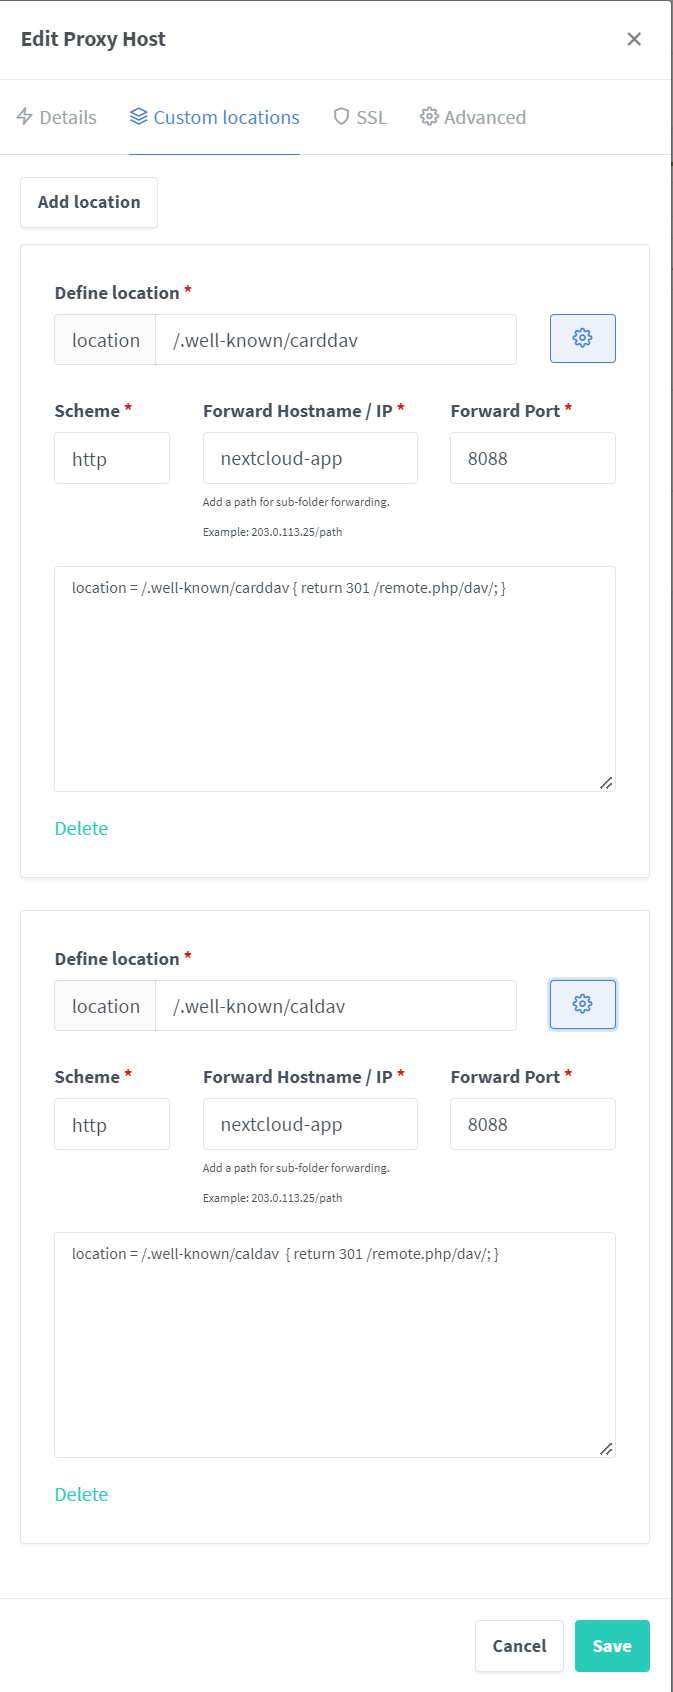 Edit Proxy Host
Details Custom locations SSL Advanced
Add location
Define location *
location /.well-known/carddav
Scheme * Forward Hostname / IP * Forward Port *
http nextcloud-app 8088
Add a path for sub-folder forwarding.
Example: 203.0.113.25/path
location = /.well-known/carddav { return 301 /remote.php/dav/; }
Delete
Define location *
location /.well-known/caldav
Scheme * Forward Hostname / IP * Forward Port *
http nextcloud-app 8088
Add a path for sub-folder forwarding.
Example: 203.0.113.25/path
location = /.well-known/caldav  { return 301 /remote.php/dav/; }
Delete
Cancel Save